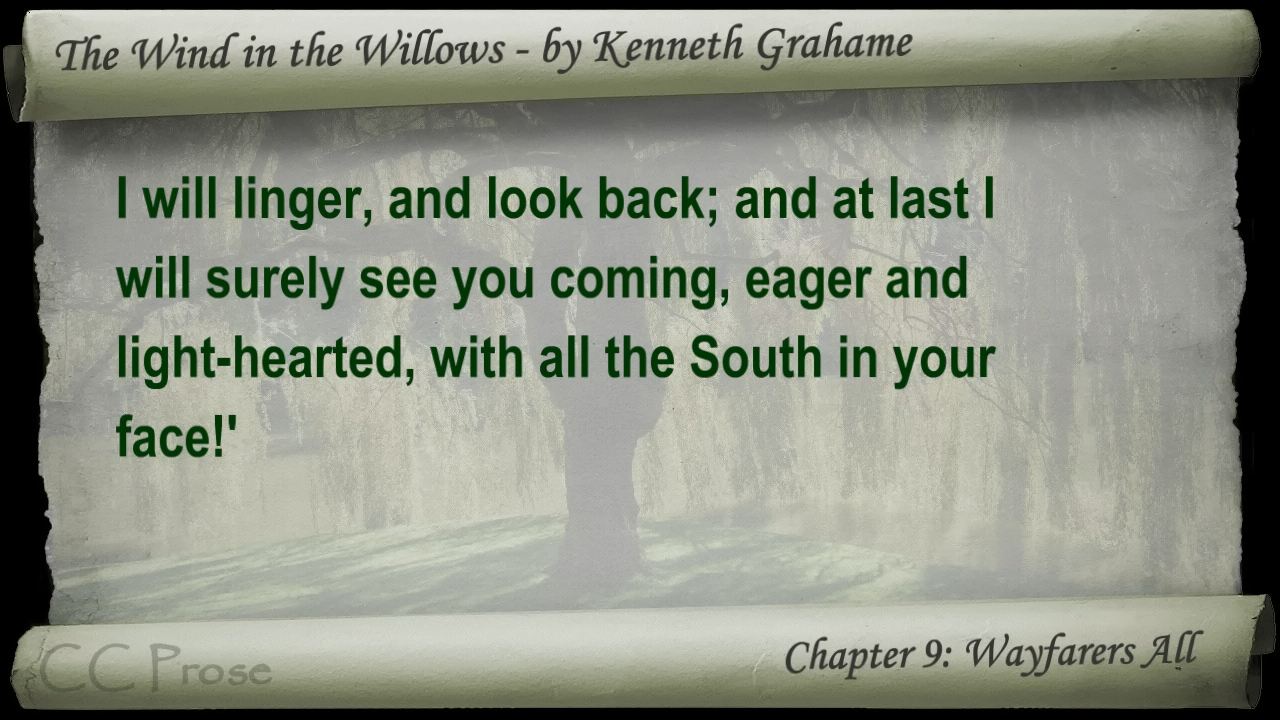 The Wind in the Willows - by Kenneth Grahame
I will linger, and look back; and at last I
will surely see you coming, eager and
light-hearted, with all the South in your
face!'
CC Prose
Chapter 9: Wayfarers All